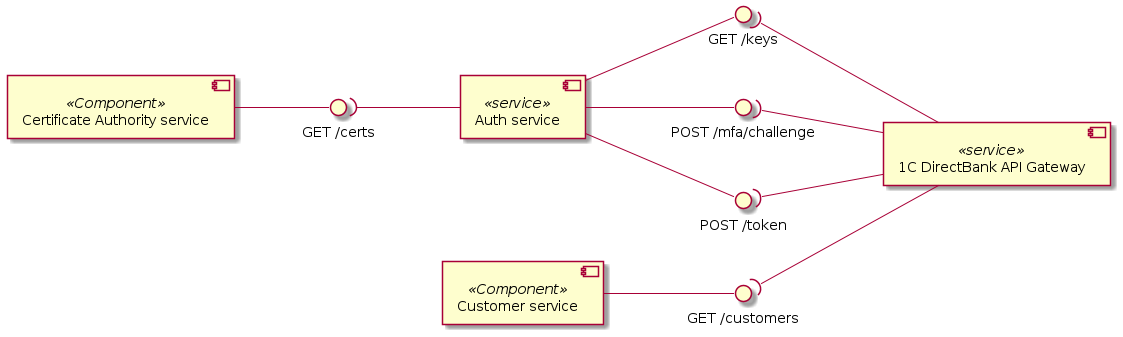 GET /keys
«Component»
Certificate Authority service
GET /certs
«service»
Auth service
POST /mfa/challenge
«service»
1C DirectBank API Gateway
POST /token
«Component»
Customer service
GET /customers